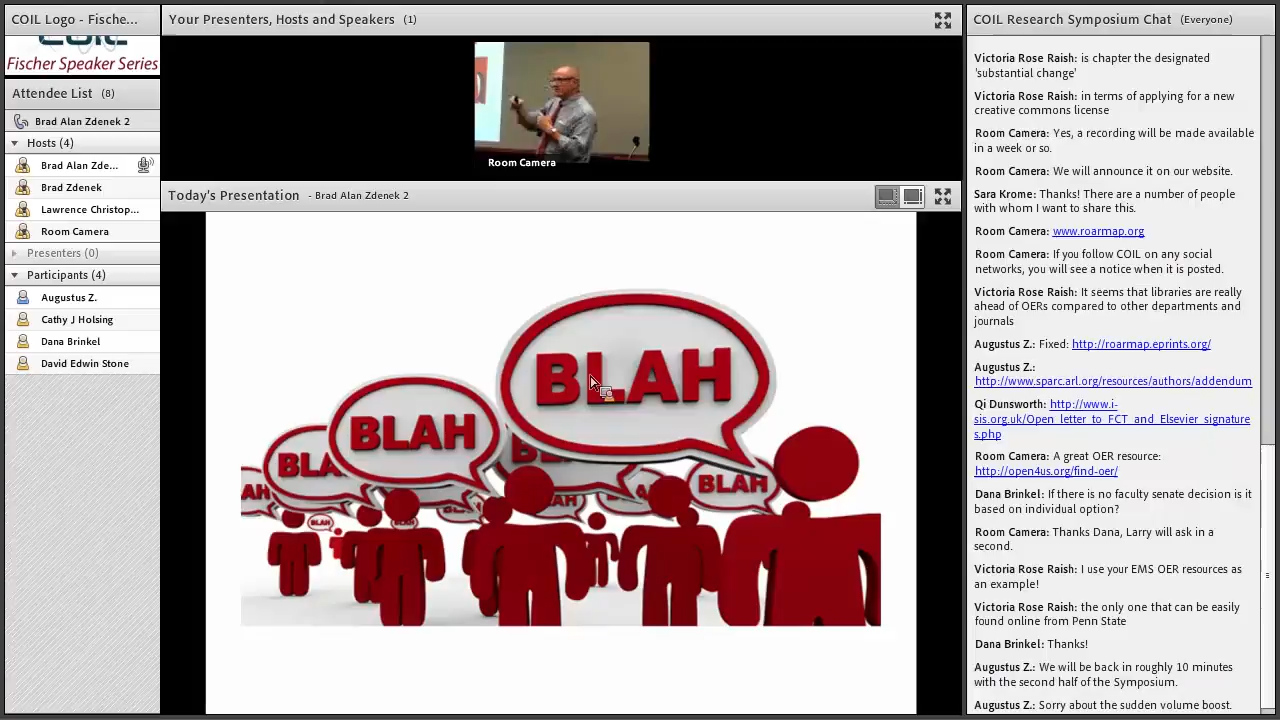 COIL Logo - Fische...
COIL
Fischer Speaker Series
Attendee List (8)
Brad Alan Zdenek 2
Hosts (4)
Brad Alan Zde...
Brad Zdenek
Lawrence Christop...
Room Camera
Presenters (0)
Participants (4)
Augustus Z.
Cathy J Holsing
Dana Brinkel
David Edwin Stone
Your Presenters, Hosts and Speakers (1)
Room Camera
Today's Presentation - Brad Alan Zdenek 2
BLAH
BLAH
BLA
BLAH
BLAH
COIL Research Symposium Chat (Everyone)
Victoria Rose Raish: is chapter the designated
'substantial change'
Victoria Rose Raish: in terms of applying for a new
creative commons license
Room Camera: Yes, a recording will be made available
in a week or so.
Room Camera: We will announce it on our website.
Sara Krome: Thanks! There are a number of people
with whom I want to share this.
Room Camera: www.roarmap.org
Room Camera: If you follow COIL on any social
networks, you will see a notice when it is posted.
Victoria Rose Raish: It seems that libraries are really
ahead of OERs compared to other departments and
journals
Augustus Z.: Fixed: http://roarmap.eprints.org/
Augustus Z.:
http://www.sparc.arl.org/resources/authors/addendum
Qi Dunsworth: http://www.i-
sis.org.uk/Open_letter_to_FCT_and_Elsevier_signature
s.php
Room Camera: A great OER resource:
http://open4us.org/find-oer/
Dana Brinkel: If there is no faculty senate decision is it
based on individual option?
Room Camera: Thanks Dana, Larry will ask in a
second.
Victoria Rose Raish: I use your EMS OER resources as
an example!
Victoria Rose Raish: the only one that can be easily
found online from Penn State
Dana Brinkel: Thanks!
Augustus Z.: We will be back in roughly 10 minutes
with the second half of the Symposium.
Augustus Z.: Sorry about the sudden volume boost.